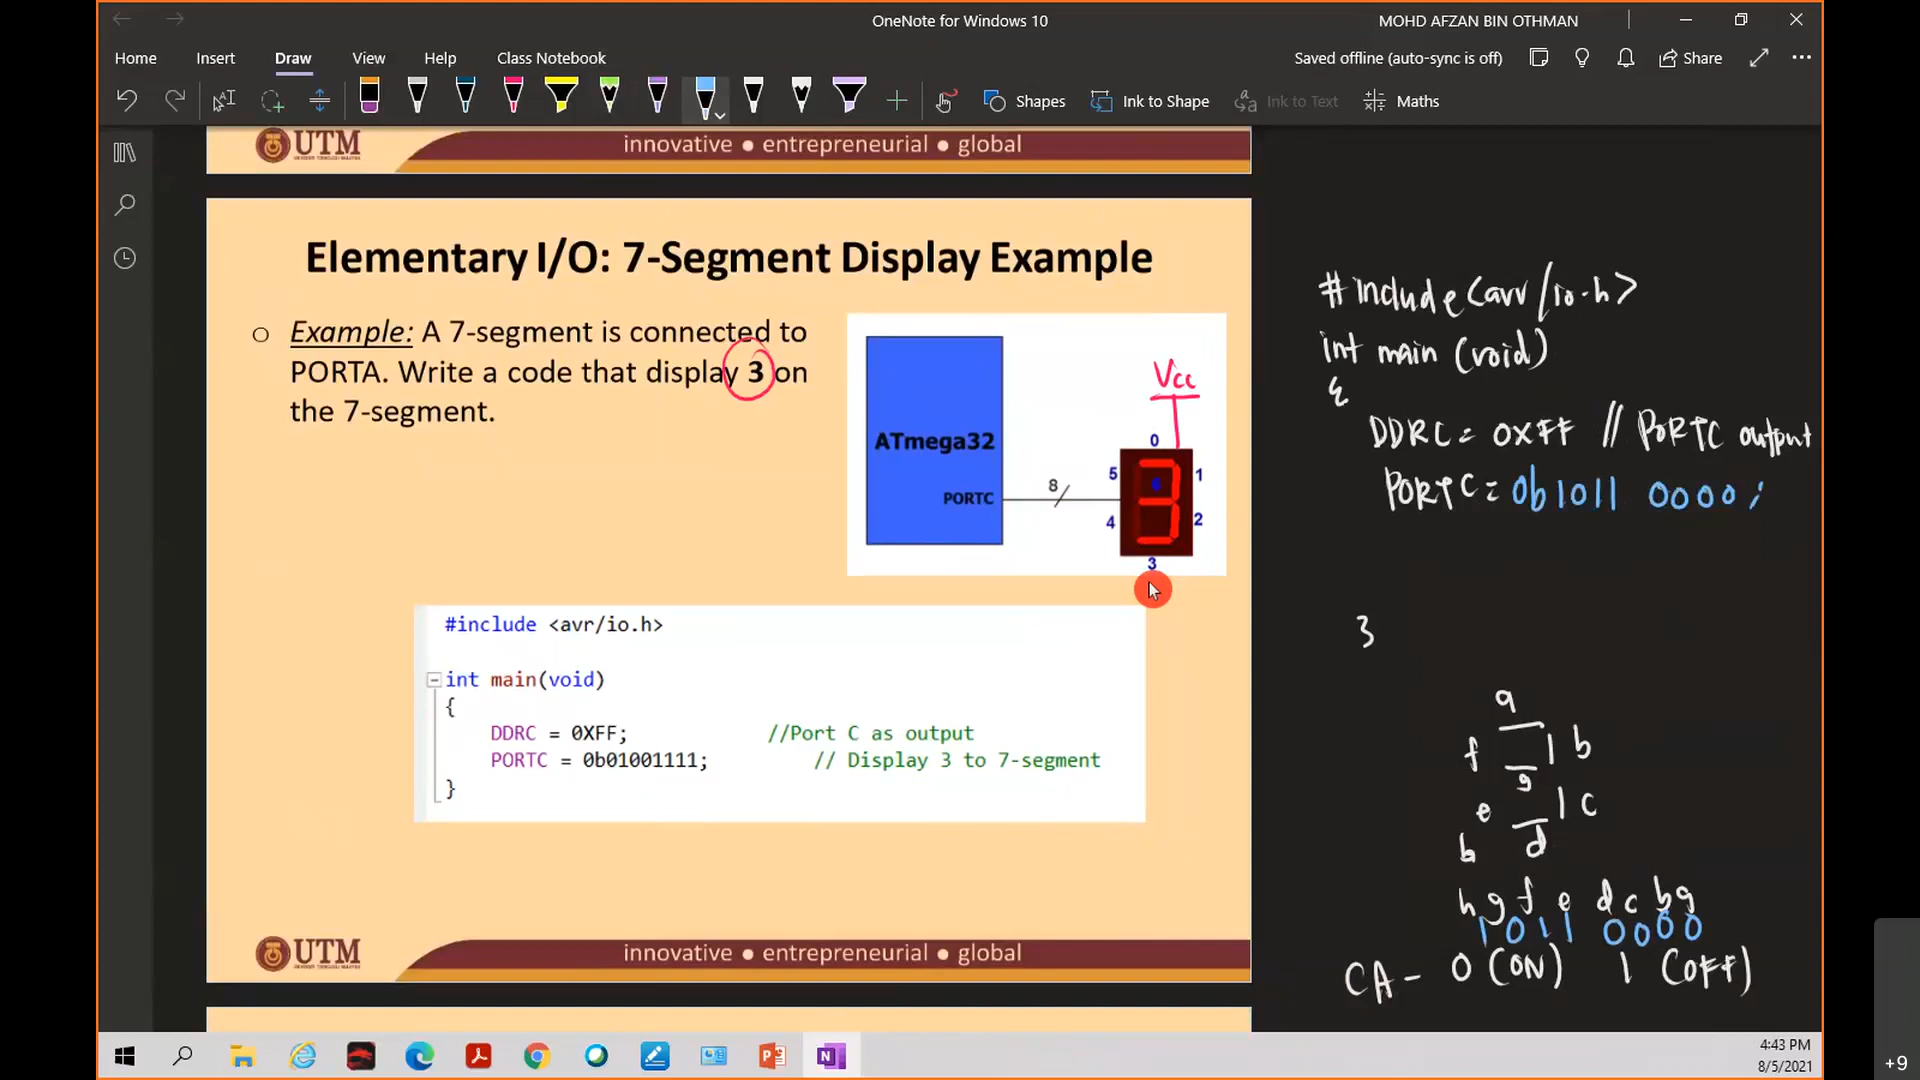 OneNote for Windows 10
MOHD AFZAN BIN OTHMAN
Home
Insert
Draw
View
Help
Class Notebook
Saved offline (auto-sync is off)
Share
Shapes
Ink to Shape
Ink to Text
Maths
UTM
innovative ● entrepreneurial ● global
Elementary I/O: 7-Segment Display Example
o Example: A 7-segment is connected to
PORTA. Write a code that display 3 on
the 7-segment.
Vcc
ATmega32
PORTC
8
0
5
6
1
4
2
3
#include <avr/io.h>
int main(void)
{
DDRC = 0XFF; //Port C as output
PORTC = 0b01001111; // Display 3 to 7-segment
}
UTM
innovative ● entrepreneurial ● global
#include <avr/io.h>
int main (void)
{
DDRC = 0XFF // PORTC output
PORTC = 0b1011 0000;
3
a
f b
g
e c
d
h
h g f e d c b a
1 0 1 1 0 0 0 0
CA - 0 (ON) 1 (OFF)
4:43 PM
8/5/2021
+9